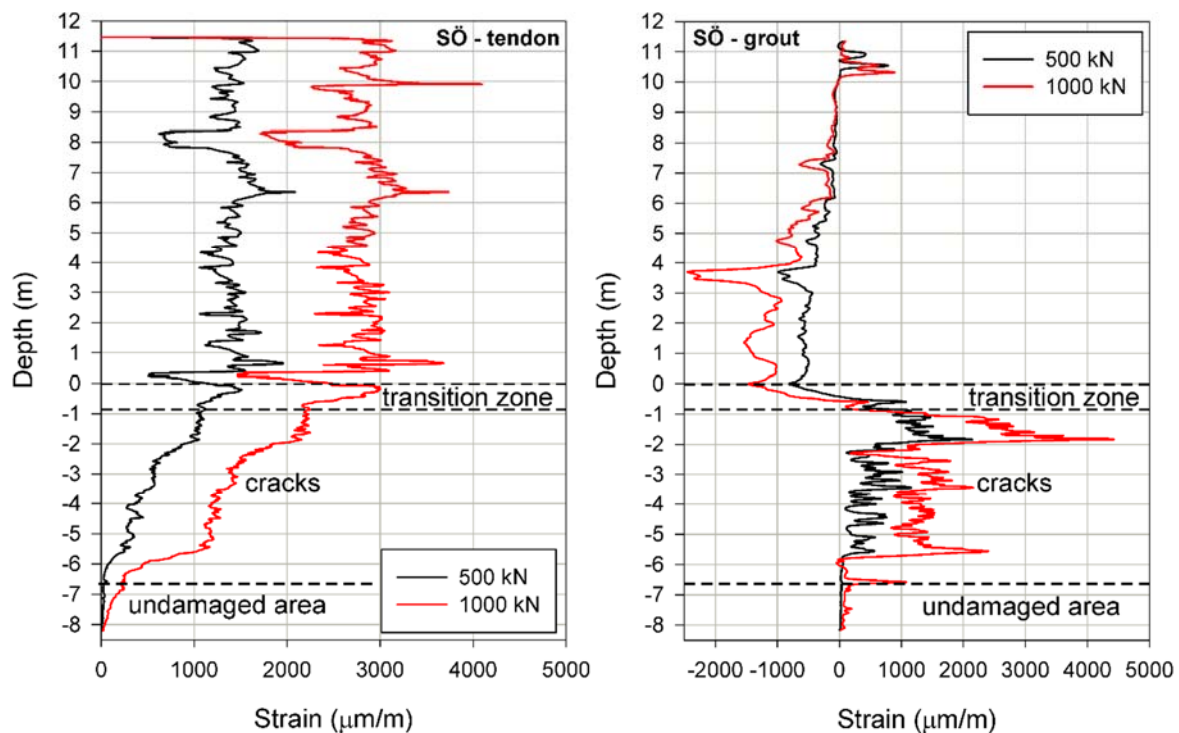 SÖ - tendon
12
11
10
9
8
7
6
5
4
3
2
1
0
-1
-2
-3
-4
-5
-6
-7
-8
Depth (m)
transition zone
cracks
500 kN
1000 kN
undamaged area
0 1000 2000 3000 4000 5000
Strain (μm/m)
SÖ - grout
500 kN
1000 kN
12
11
10
9
8
7
6
5
4
3
2
1
0
-1
-2
-3
-4
-5
-6
-7
-8
Depth (m)
transition zone
cracks
undamaged area
-2000 -1000 0 1000 2000 3000 4000 5000
Strain (μm/m)